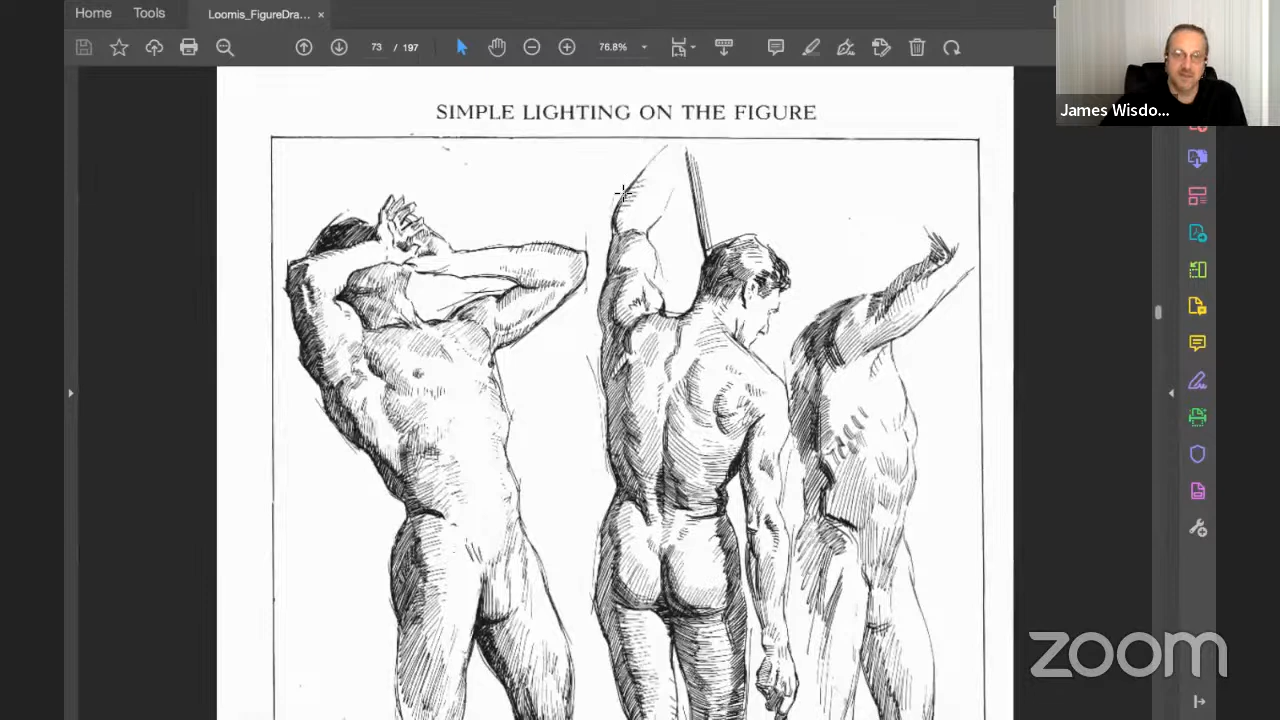 Home Tools Loomis_FigureDra... ×
73 / 197 76.8%
James Wisdo...
SIMPLE LIGHTING ON THE FIGURE
zoom